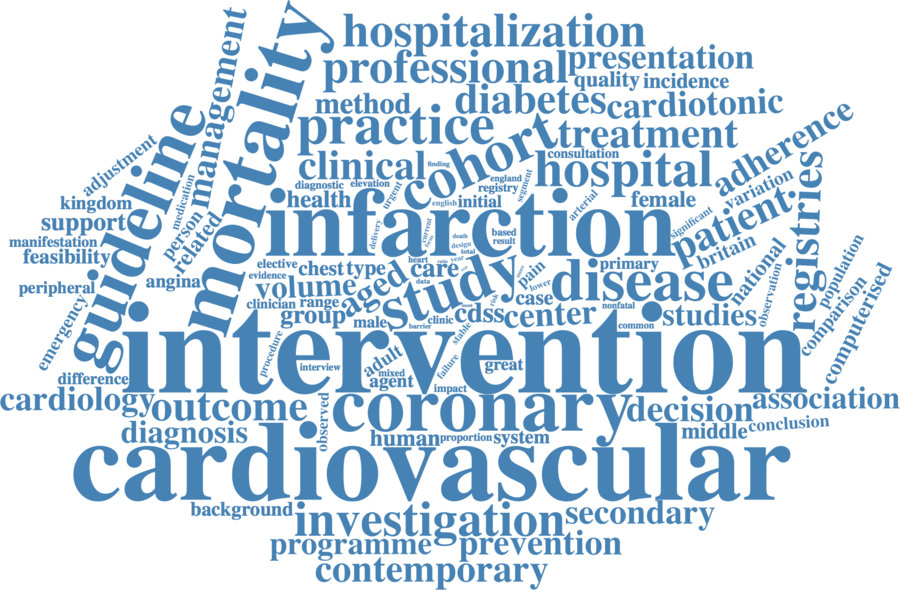 hospitalization
professional
presentation
quality
incidence
method
diabetes
cardiotonic
practice
cohort
treatment
management
mortality
guideline
adjustment
clinical
finding
consultation
hospital
adherence
kingdom
medication
diagnostic
elevation
urgent
england
registry
segment
arterial
female
variation
support
person
related
health
english
initial
infarction
significant
patient
registries
manifestation
feasibility
delivery
current
death
design
total
based
result
britain
national
population
peripheral
angina
elective
evidence
chest
type
heart
care
year
ratio
data
study
pain
lower
primary
disease
observation
comparison
computerised
emergency
volume
aged
clinician
range
group
male
clinic
barrier
most
risk
cdss
case
center
nonfatal
common
studies
intervention
procedure
interview
adult
mixed
agent
failure
stable
impact
great
difference
cardiology
outcome
coronary
decision
association
observed
diagnosis
human
proportion
system
middle
conclusion
cardiovascular
background
investigation
secondary
programme
prevention
contemporary